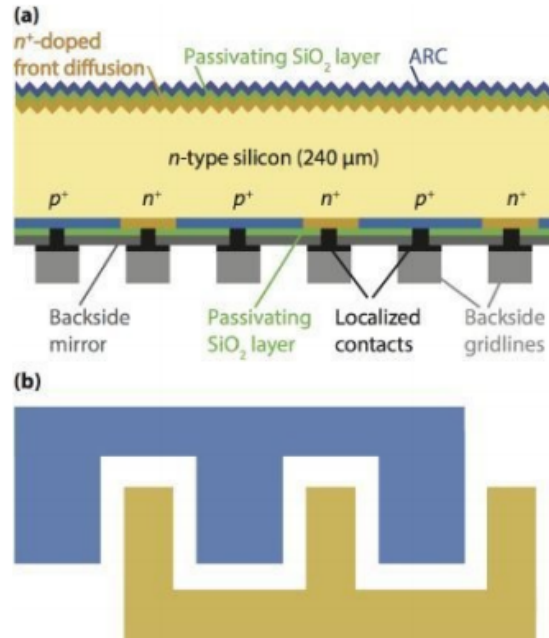 (a)
n⁺-doped
front diffusion
Passivating SiO₂ layer
ARC
n-type silicon (240 μm)
p⁺ n⁺ p⁺ n⁺ p⁺ n⁺
Backside
mirror
Passivating
SiO₂ layer
Localized
contacts
Backside
gridlines
(b)